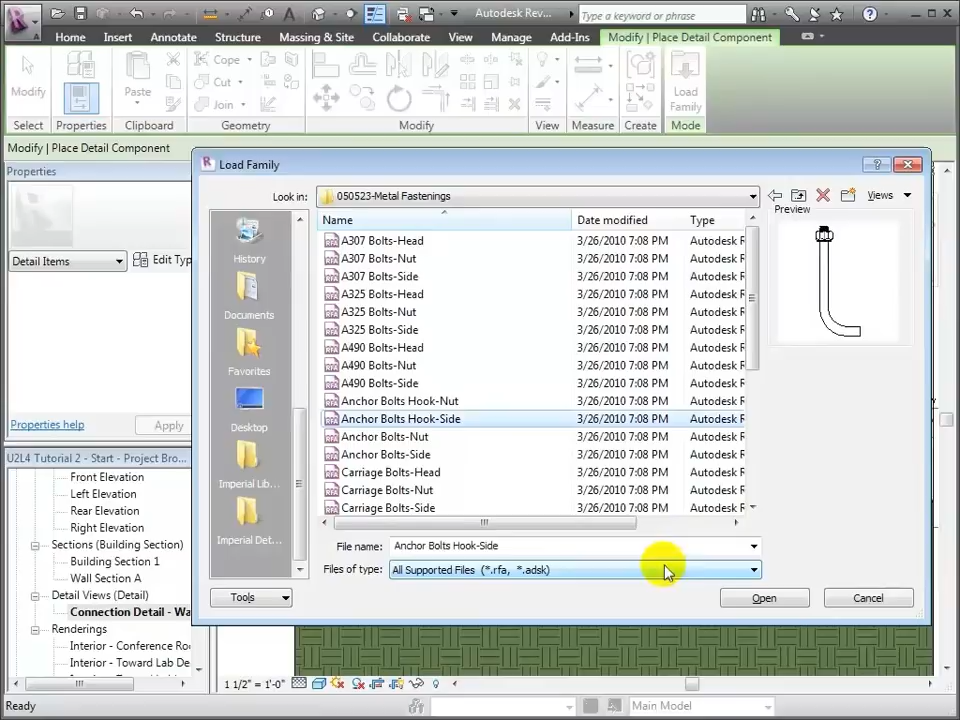 Autodesk Rev...
Type a keyword or phrase
Home
Insert
Annotate
Structure
Massing & Site
Collaborate
View
Manage
Add-Ins
Modify | Place Detail Component
Modify
Paste
Cope
Cut
Join
Load
Family
Select
Properties
Clipboard
Geometry
Modify
View
Measure
Create
Mode
Modify | Place Detail Component
Properties
Detail Items
Edit Typ
Properties help
Apply
U2L4 Tutorial 2 - Start - Project Bro...
Front Elevation
Left Elevation
Rear Elevation
Right Elevation
Sections (Building Section)
Building Section 1
Wall Section A
Detail Views (Detail)
Connection Detail - Wa
Renderings
Interior - Conference Ro
Interior - Toward Lab De
Load Family
Look in:
050523-Metal Fastenings
Views
History
Documents
Favorites
Desktop
Imperial Lib...
Imperial Det...
Name Date modified Type
A307 Bolts-Head 3/26/2010 7:08 PM Autodesk R
A307 Bolts-Nut 3/26/2010 7:08 PM Autodesk R
A307 Bolts-Side 3/26/2010 7:08 PM Autodesk R
A325 Bolts-Head 3/26/2010 7:08 PM Autodesk R
A325 Bolts-Nut 3/26/2010 7:08 PM Autodesk R
A325 Bolts-Side 3/26/2010 7:08 PM Autodesk R
A490 Bolts-Head 3/26/2010 7:08 PM Autodesk R
A490 Bolts-Nut 3/26/2010 7:08 PM Autodesk R
A490 Bolts-Side 3/26/2010 7:08 PM Autodesk R
Anchor Bolts Hook-Nut 3/26/2010 7:08 PM Autodesk R
Anchor Bolts Hook-Side 3/26/2010 7:08 PM Autodesk R
Anchor Bolts-Nut 3/26/2010 7:08 PM Autodesk R
Anchor Bolts-Side 3/26/2010 7:08 PM Autodesk R
Carriage Bolts-Head 3/26/2010 7:08 PM Autodesk R
Carriage Bolts-Nut 3/26/2010 7:08 PM Autodesk R
Carriage Bolts-Side 3/26/2010 7:08 PM Autodesk R
Preview
File name: Anchor Bolts Hook-Side
Files of type: All Supported Files (*.rfa, *.adsk)
Tools
Open
Cancel
1 1/2" = 1'-0"
Ready
Main Model